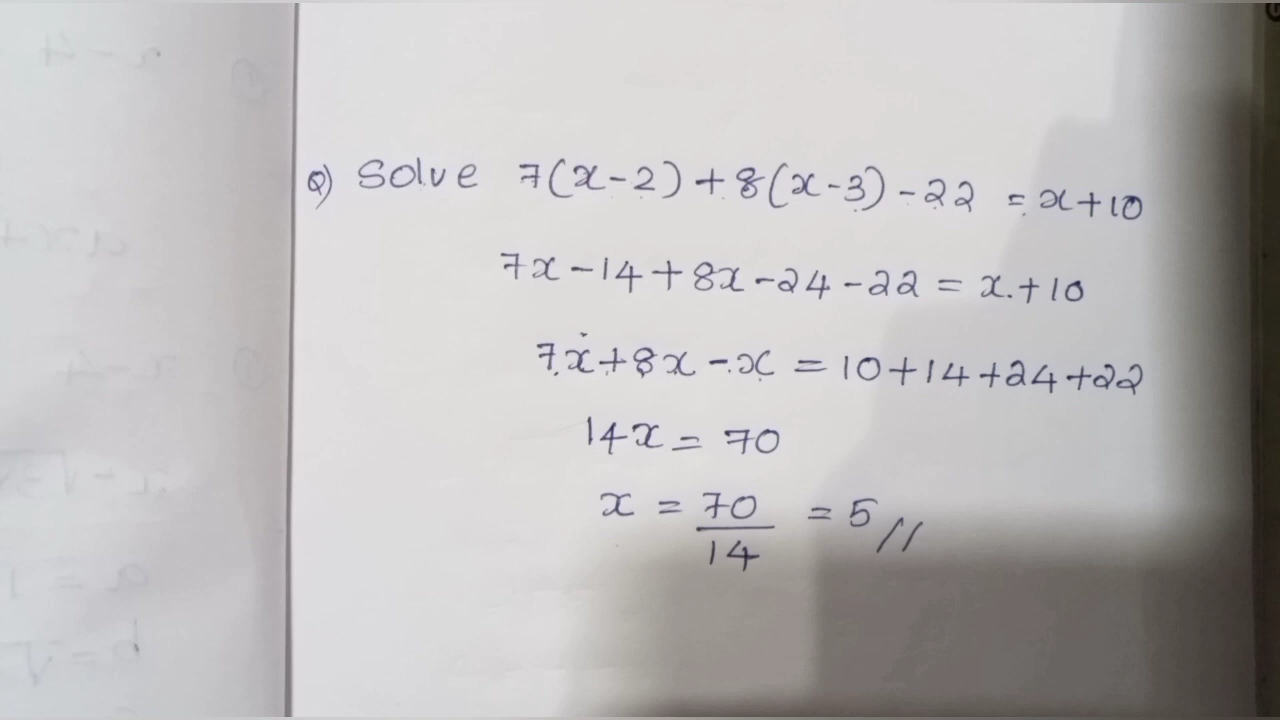 Q) Solve 7(x-2)+8(x-3)-22 = x+10
7x-14+8x-24-22 = x+10
7x+8x-x = 10+14+24+22
14x = 70
x = 70/14 = 5//